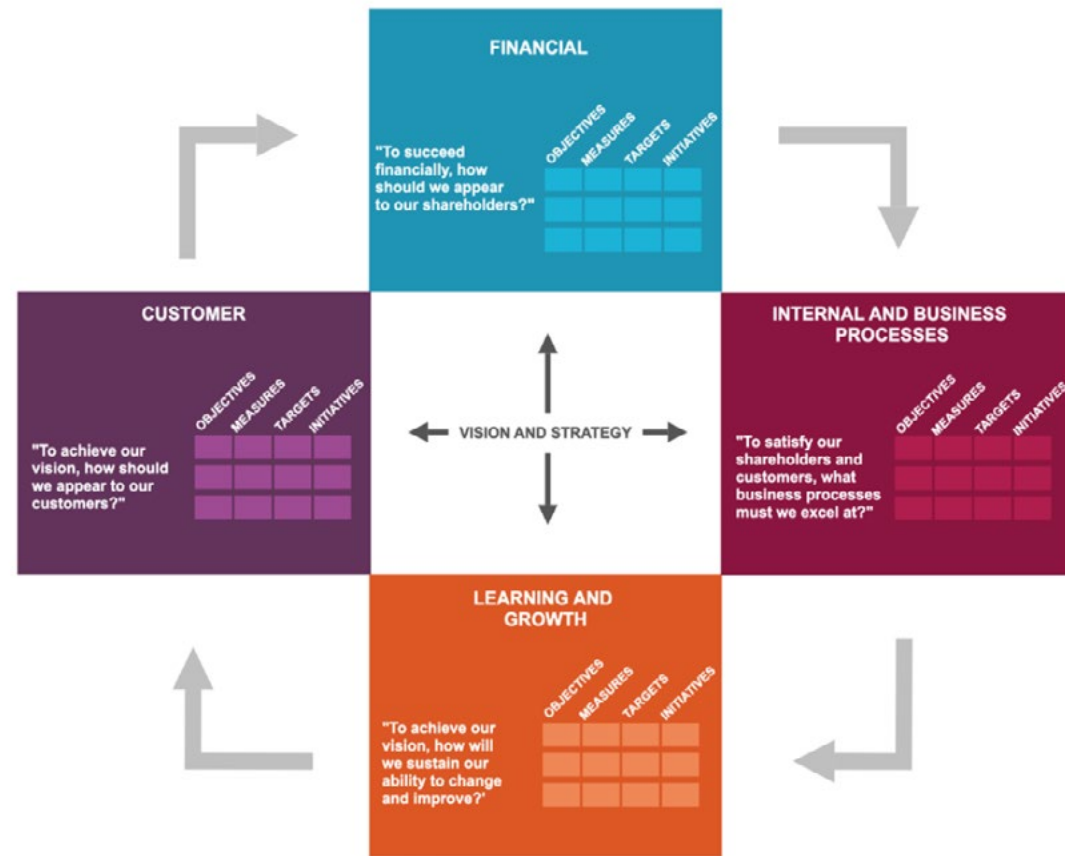 FINANCIAL
OBJECTIVES
MEASURES
TARGETS
INITIATIVES
"To succeed
financially, how
should we appear
to our shareholders?"
CUSTOMER
OBJECTIVES
MEASURES
TARGETS
INITIATIVES
"To achieve our
vision, how should
we appear to our
customers?"
VISION AND STRATEGY
INTERNAL AND BUSINESS
PROCESSES
OBJECTIVES
MEASURES
TARGETS
INITIATIVES
"To satisfy our
shareholders and
customers, what
business processes
must we excel at?"
LEARNING AND
GROWTH
OBJECTIVES
MEASURES
TARGETS
INITIATIVES
"To achieve our
vision, how will
we sustain our
ability to change
and improve?'